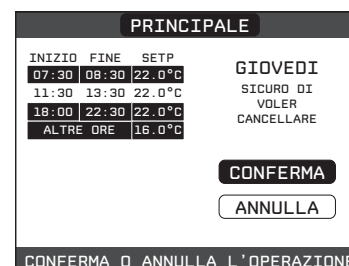 PRINCIPALE
INIZIO FINE SETP
07:30 08:30 22.0°C
11:30 13:30 22.0°C
18:00 22:30 22.0°C
ALTRE ORE 16.0°C
GIOVEDI
SICURO DI
VOLER
CANCELLARE
CONFERMA
ANNULLA
CONFERMA O ANNULLA L'OPERAZIONE